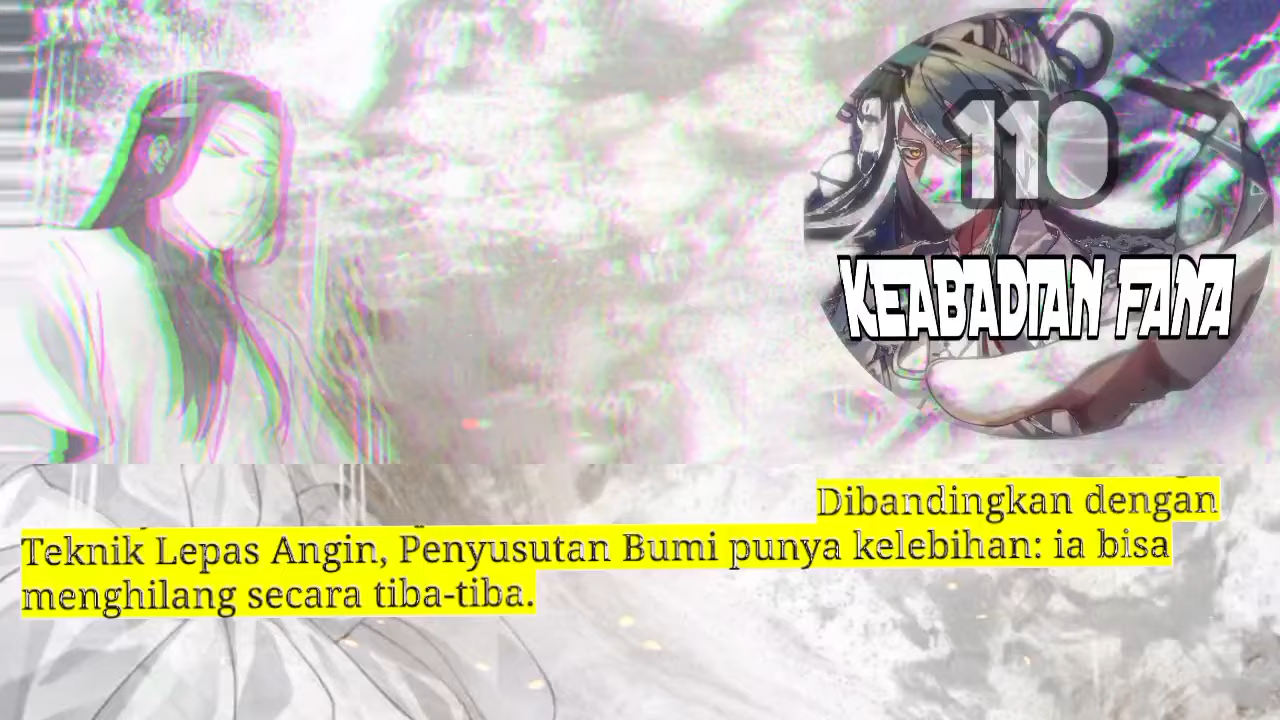 110
KEABADIAN FANA
Dibandingkan dengan
Teknik Lepas Angin, Penyusutan Bumi punya kelebihan: ia bisa
menghilang secara tiba-tiba.